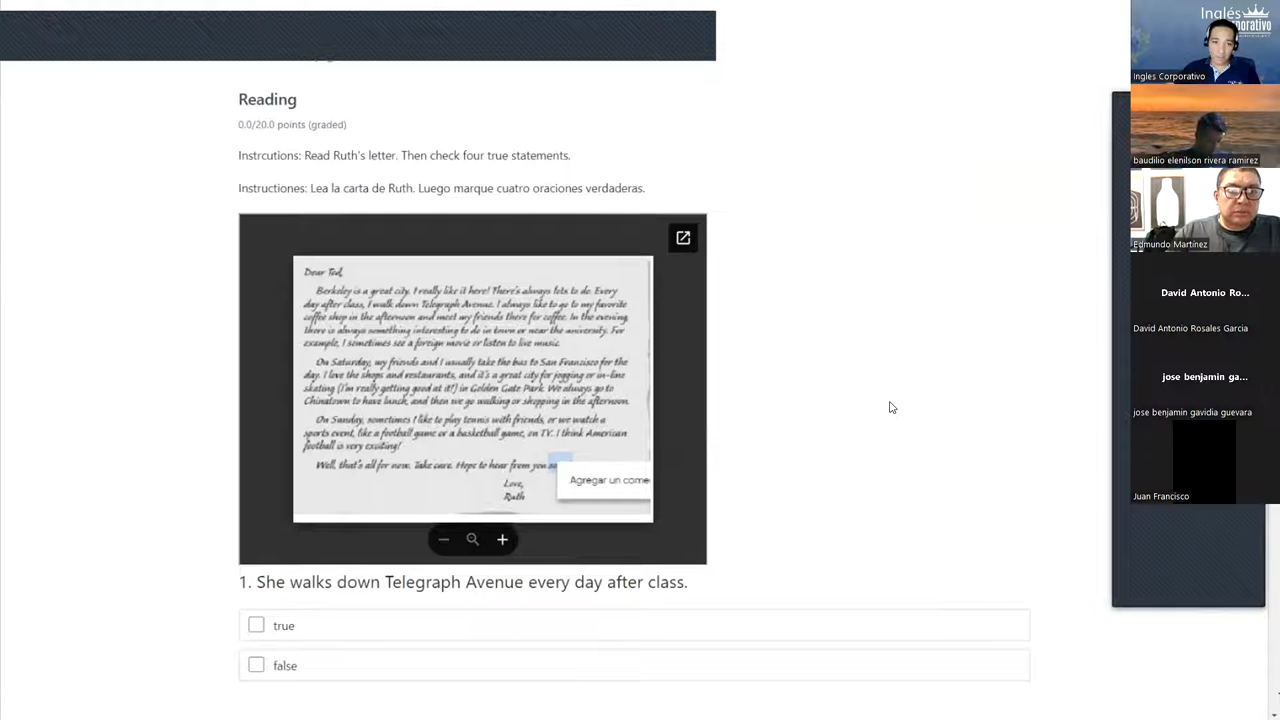 Reading
0.0/20.0 points (graded)
Instrcutions: Read Ruth's letter. Then check four true statements.
Instructiones: Lea la carta de Ruth. Luego marque cuatro oraciones verdaderas.
Dear Ted,
Berkeley is a great city. I really like it here! There's always lots to do. Every
day after class, I walk down Telegraph Avenue. I always like to go to my favorite
coffee shop in the afternoon and meet my friends there for coffee. In the evening,
there is always something interesting to do in town or near the university. For
example, I sometimes see a foreign movie or listen to live music.
On Saturday, my friends and I usually take the bus to San Francisco for the
day. I love the shops and restaurants, and it's a great city for jogging or in-line
skating (I'm really getting good at it!) in Golden Gate Park. We always go to
Chinatown to have lunch, and then we go walking or shopping in the afternoon.
On Sunday, sometimes I like to play tennis with friends, or we watch a
sports event, like a football game or a basketball game, on TV. I think American
football is very exciting!
Well, that's all for now. Take care. Hope to hear from you so
Agregar un come
Love,
Ruth
1. She walks down Telegraph Avenue every day after class.
true
false
Inglés
orporativo
Ingles Corporativo
baudilio elenilson rivera ramirez
Edmundo Martínez
David Antonio Ro...
David Antonio Rosales Garcia
jose benjamin ga...
jose benjamin gavidia guevara
Juan Francisco